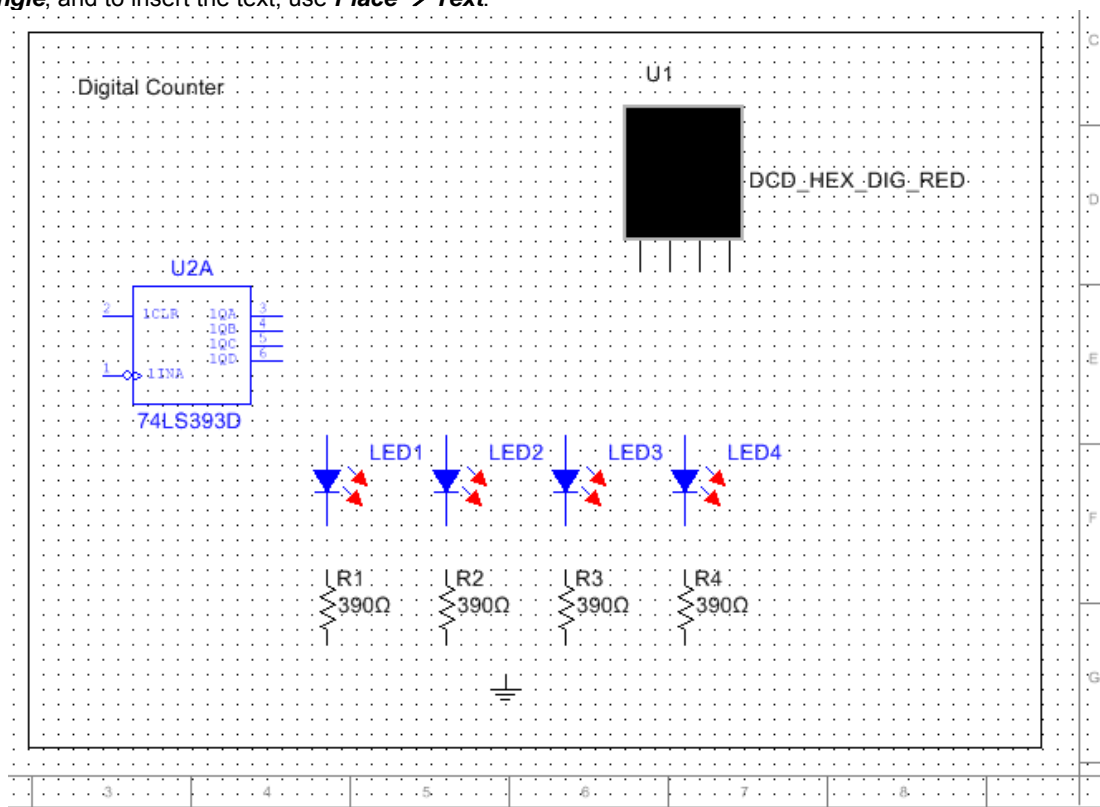 ngle, and to insert the text, use Place → Text.
C
U1
Digital Counter
DCD_HEX_DIG_RED
D
U2A
2 1CLR 1QA 3
1QB 4
1QC 5
1QD 6
E
1 1INA
74LS393D
LED1 LED2 LED3 LED4
F
R1 R2 R3 R4
390Ω 390Ω 390Ω 390Ω
G
3 4 5 6 7 8